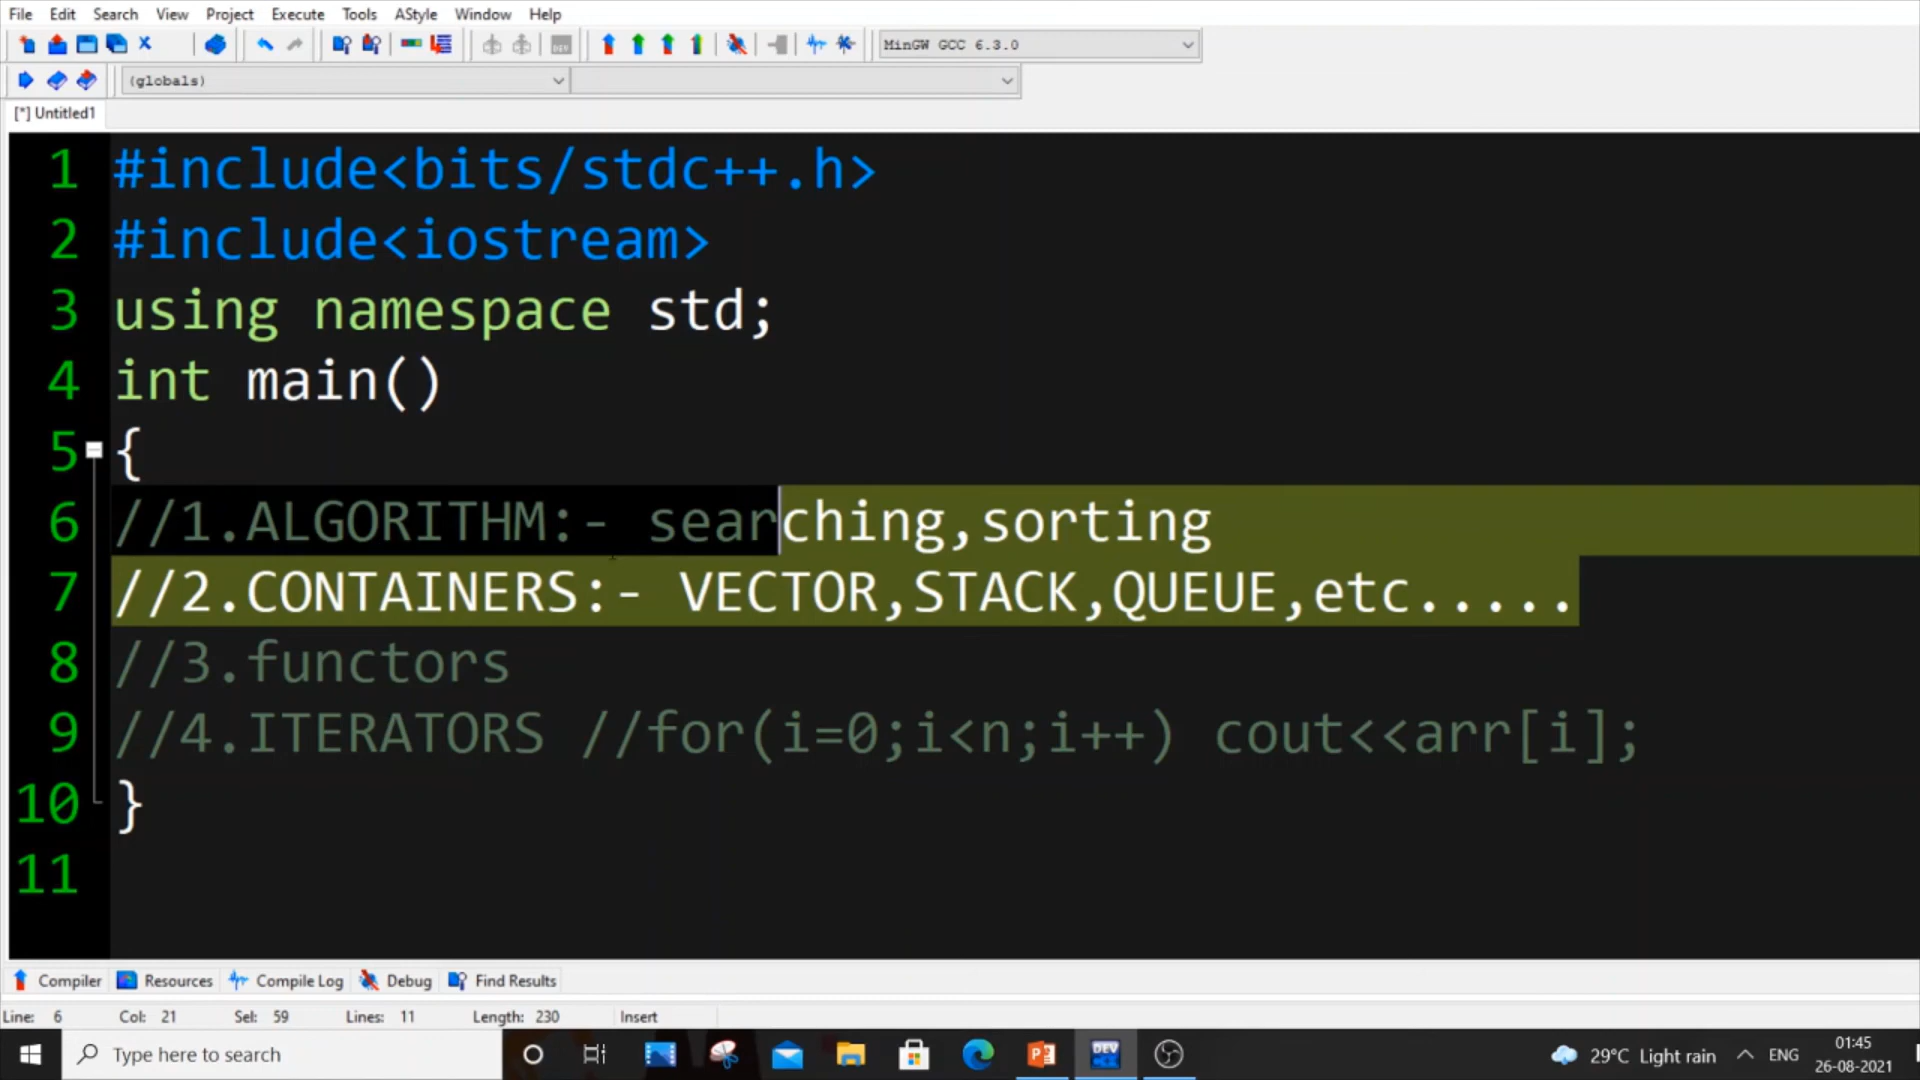 File Edit Search View Project Execute Tools AStyle Window Help
MinGW GCC 6.3.0
(globals)
[*] Untitled1
1 #include<bits/stdc++.h>
2 #include<iostream>
3 using namespace std;
4 int main()
5 {
6 //1.ALGORITHM:- searching,sorting
7 //2.CONTAINERS:- VECTOR,STACK,QUEUE,etc.....
8 //3.functors
9 //4.ITERATORS //for(i=0;i<n;i++) cout<<arr[i];
10 }
11
Compiler Resources Compile Log Debug Find Results
Line: 6 Col: 21 Sel: 59 Lines: 11 Length: 230 Insert
Type here to search DEV 29°C Light rain ENG 01:45
26-08-2021